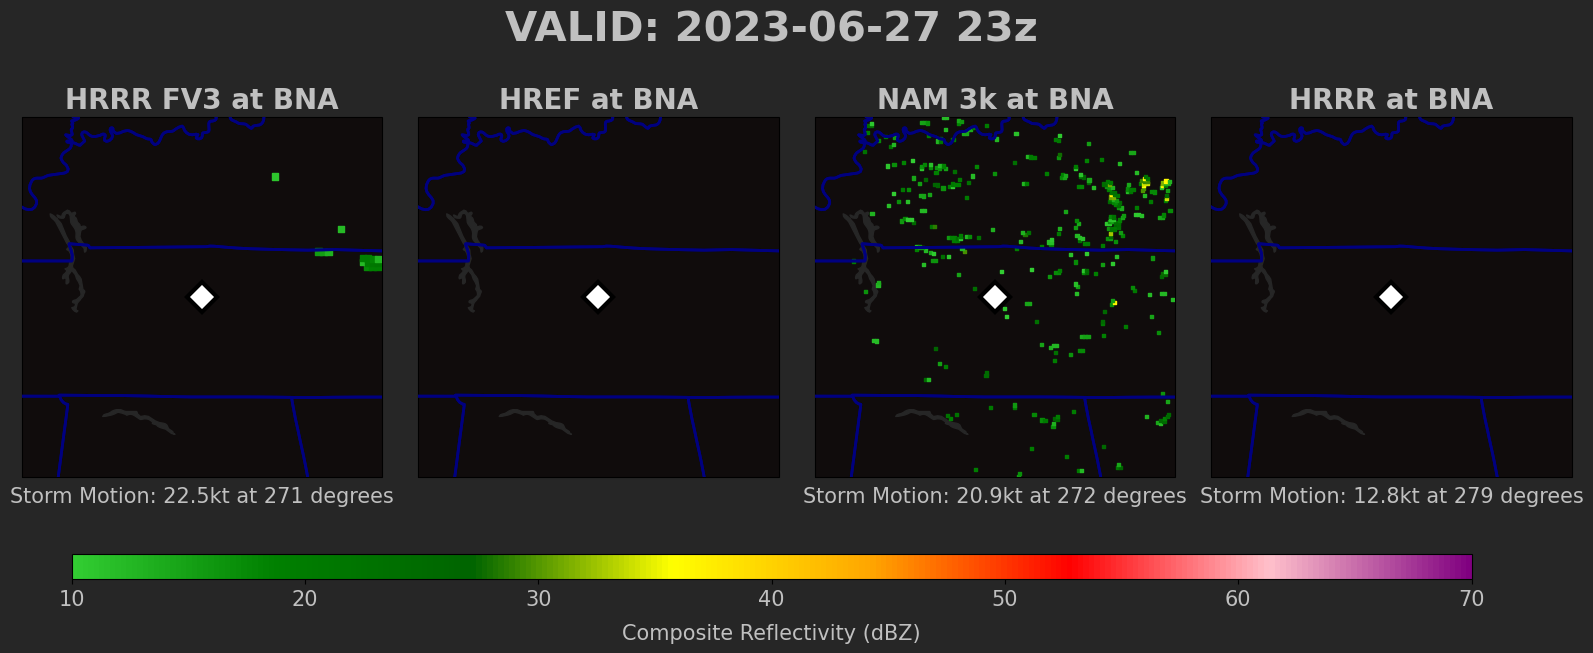 VALID: 2023-06-27 23z
HRRR FV3 at BNA
HREF at BNA
NAM 3k at BNA
HRRR at BNA
Storm Motion: 22.5kt at 271 degrees
Storm Motion: 20.9kt at 272 degrees
Storm Motion: 12.8kt at 279 degrees
10 20 30 40 50 60 70
Composite Reflectivity (dBZ)